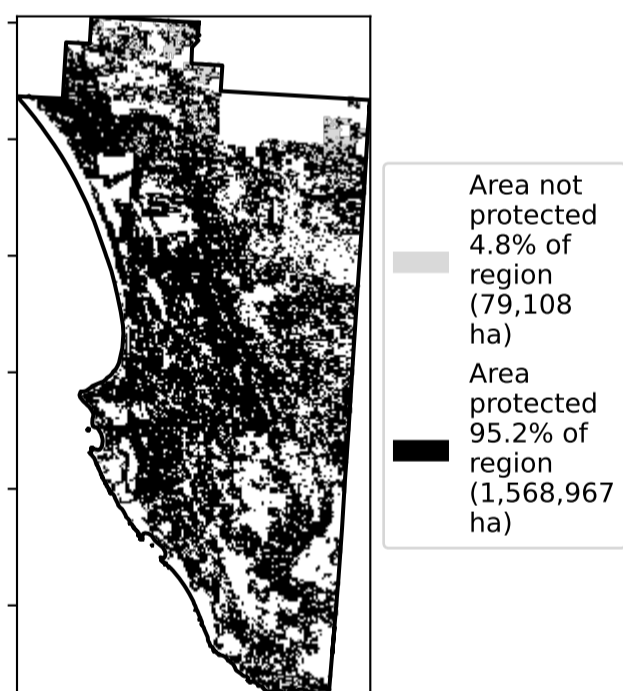 Area not
protected
4.8% of
region
(79,108
ha)
Area
protected
95.2% of
region
(1,568,967
ha)